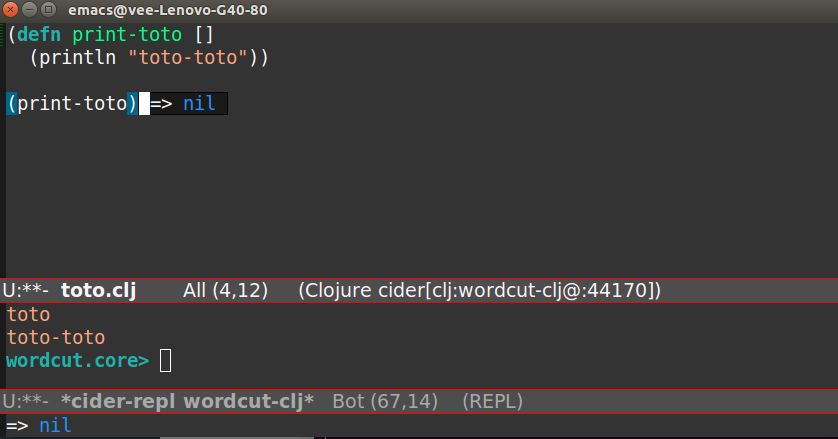 emacs@vee-Lenovo-G40-80
(defn print-toto []
  (println "toto-toto"))
(print-toto) => nil
U:**-  toto.clj      All (4,12)     (Clojure cider[clj:wordcut-clj@:44170])
toto
toto-toto
wordcut.core>
U:**-  *cider-repl wordcut-clj*   Bot (67,14)    (REPL)
=> nil